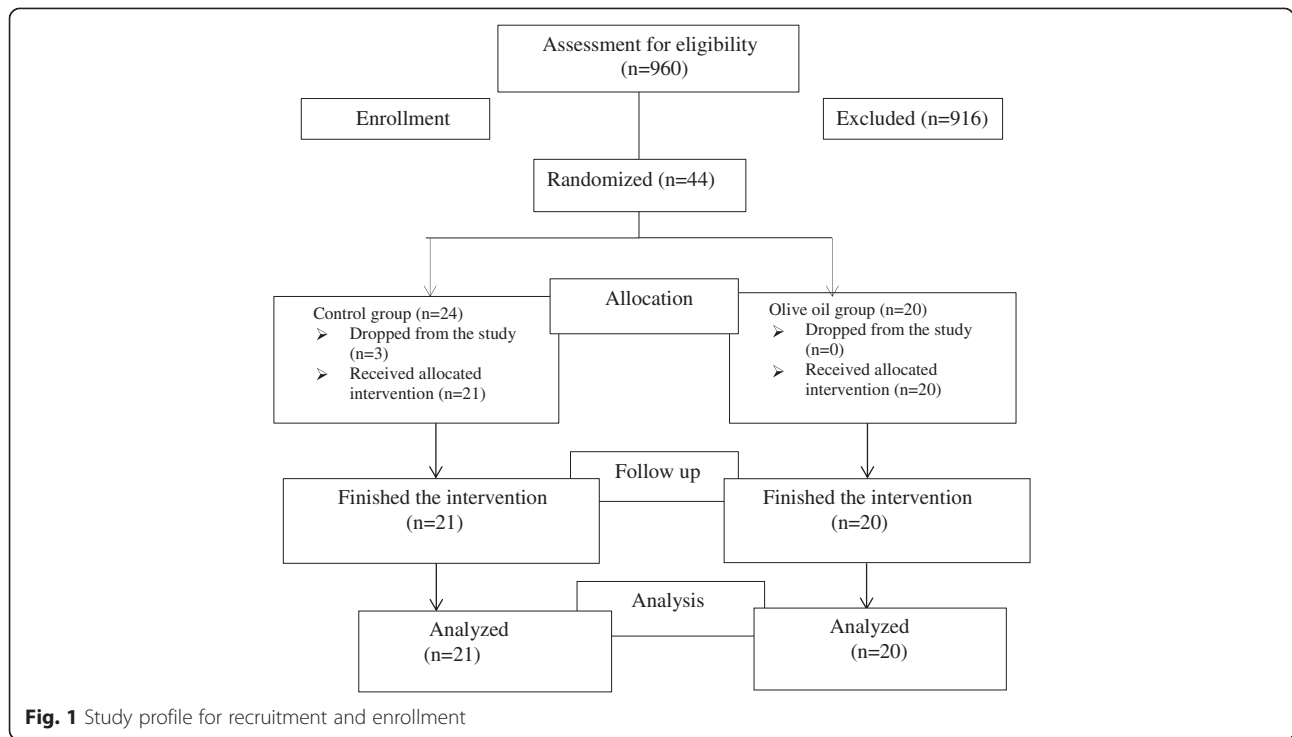 Assessment for eligibility
(n=960)
Enrollment
Excluded (n=916)
Randomized (n=44)
Allocation
Control group (n=24)
➢ Dropped from the study
(n=3)
➢ Received allocated
intervention (n=21)
Olive oil group (n=20)
➢ Dropped from the study
(n=0)
➢ Received allocated
intervention (n=20)
Follow up
Finished the intervention
(n=21)
Finished the intervention
(n=20)
Analysis
Analyzed
(n=21)
Analyzed
(n=20)
Fig. 1 Study profile for recruitment and enrollment